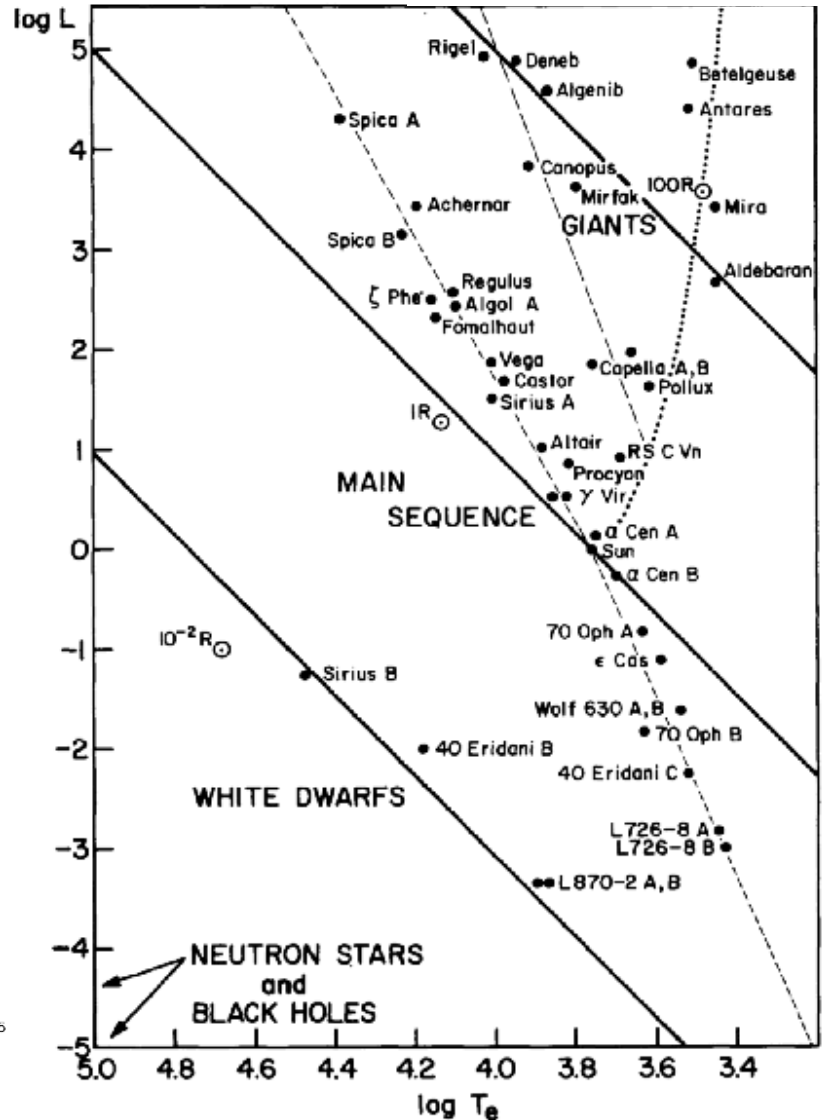 log L
5
4
3
2
1
0
-1
-2
-3
-4
-5
Rigel
Deneb
Betelgeuse
Algenib
Antares
Spica A
Canopus
100R
Mirfak
Mira
Achernar
GIANTS
Spica B
Aldebaran
Regulus
ζ Phe
Algol A
Fomalhaut
Vega
Capella A,B
Castor
Pollux
Sirius A
1R
Altair
RS C Vn
Procyon
MAIN
γ Vir
SEQUENCE
α Cen A
Sun
α Cen B
70 Oph A
10⁻²R
ε Cas
Sirius B
Wolf 630 A,B
70 Oph B
40 Eridani B
40 Eridani C
WHITE DWARFS
L726-8 A
L726-8 B
L870-2 A,B
NEUTRON STARS
and
BLACK HOLES
5.0 4.8 4.6 4.4 4.2 4.0 3.8 3.6 3.4
log Te